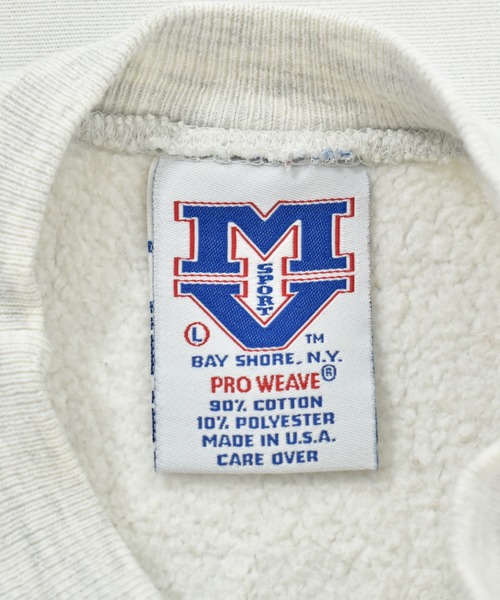 MV
SPORT
L
TM
BAY SHORE, N.Y.
PRO WEAVE®
90% COTTON
10% POLYESTER
MADE IN U.S.A.
CARE OVER